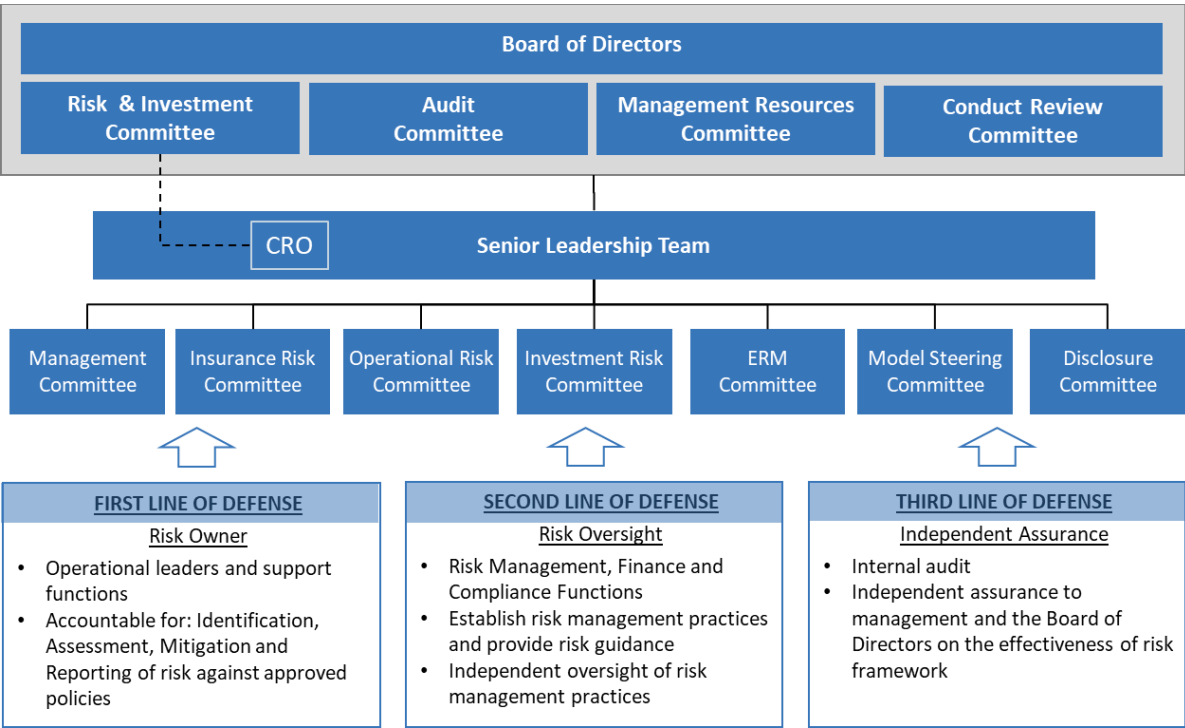 Board of Directors
Risk & Investment
Committee
Audit
Committee
Management Resources
Committee
Conduct Review
Committee
CRO
Senior Leadership Team
Management
Committee
Insurance Risk
Committee
Operational Risk
Committee
Investment Risk
Committee
ERM
Committee
Model Steering
Committee
Disclosure
Committee
FIRST LINE OF DEFENSE
Risk Owner
• Operational leaders and support
functions
• Accountable for: Identification,
Assessment, Mitigation and
Reporting of risk against approved
policies
SECOND LINE OF DEFENSE
Risk Oversight
• Risk Management, Finance and
Compliance Functions
• Establish risk management practices
and provide risk guidance
• Independent oversight of risk
management practices
THIRD LINE OF DEFENSE
Independent Assurance
• Internal audit
• Independent assurance to
management and the Board of
Directors on the effectiveness of risk
framework